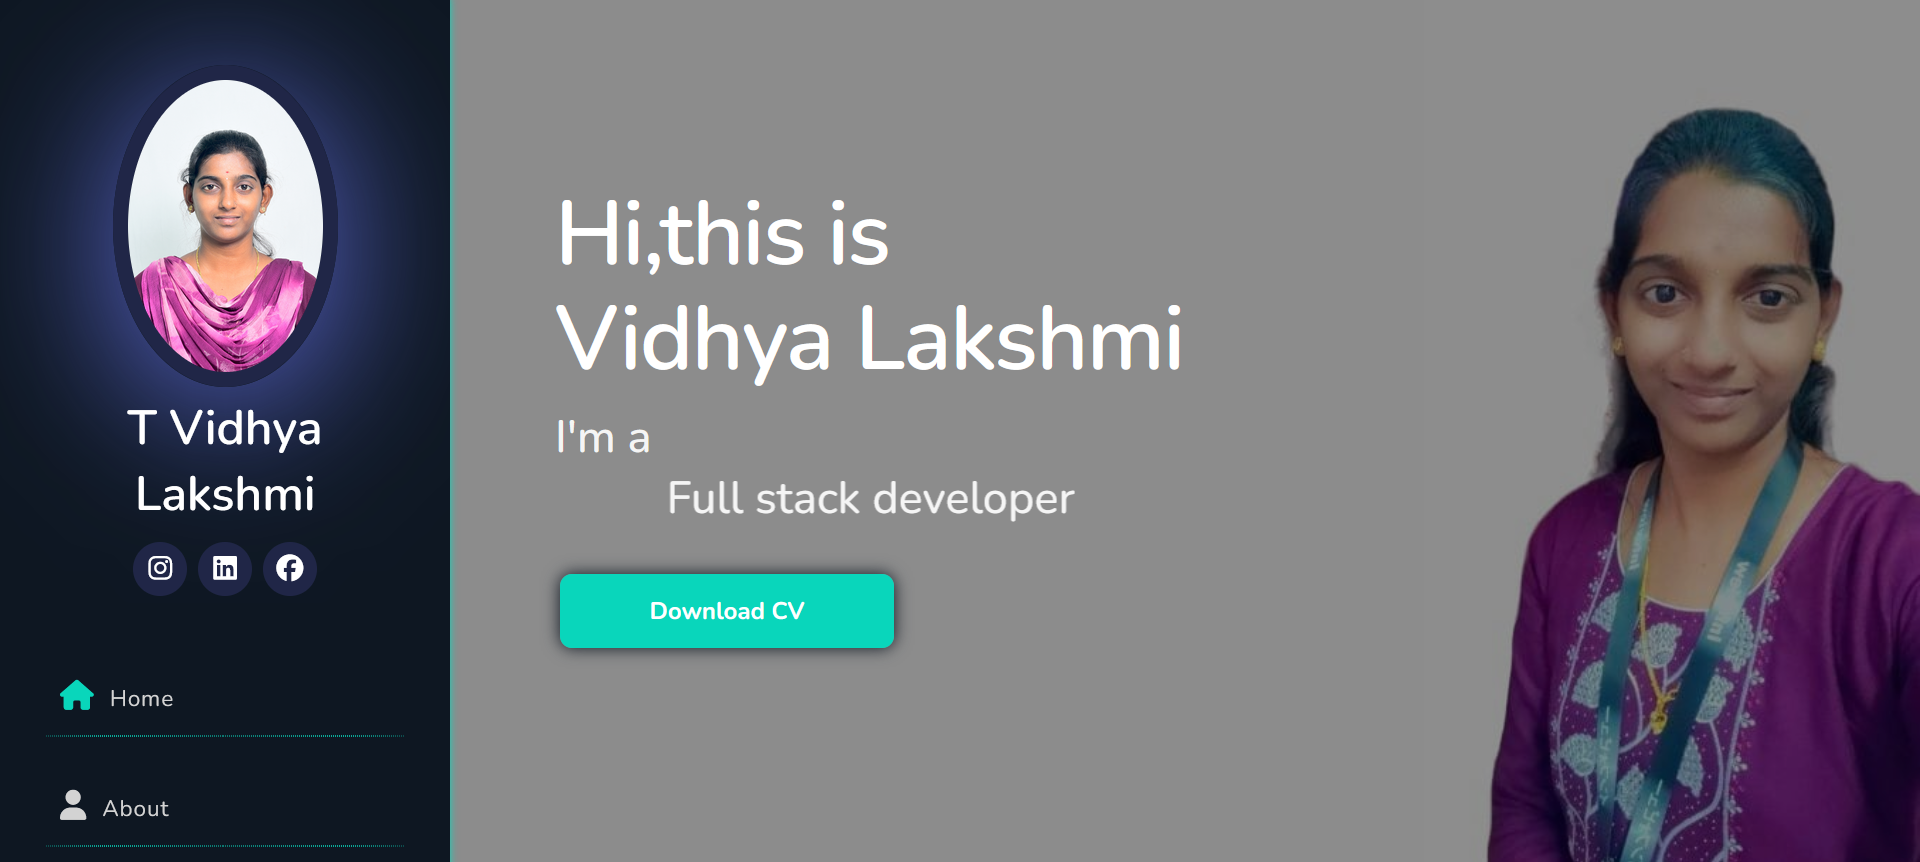 T Vidhya
Lakshmi
Home
About
Hi,this is
Vidhya Lakshmi
I'm a
Full stack developer
Download CV